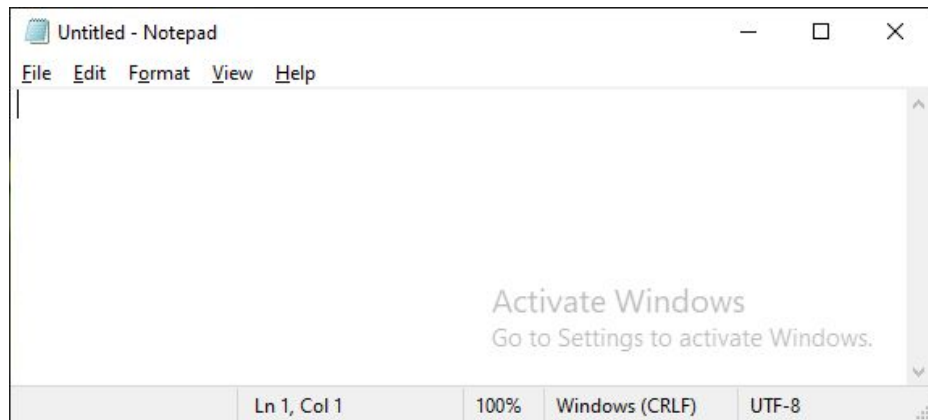 Untitled - Notepad
File Edit Format View Help
Activate Windows
Go to Settings to activate Windows.
Ln 1, Col 1 100% Windows (CRLF) UTF-8